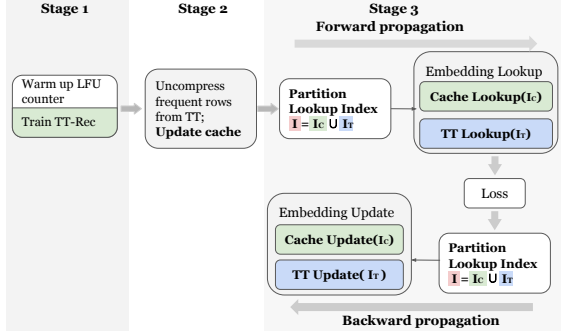 Stage 1
Stage 2
Stage 3
Forward propagation
Warm up LFU
counter
Train TT-Rec
Uncompress
frequent rows
from TT;
Update cache
Partition
Lookup Index
I = IC ∪ IT
Embedding Lookup
Cache Lookup(IC)
TT Lookup(IT)
Loss
Embedding Update
Cache Update(IC)
TT Update( IT )
Partition
Lookup Index
I = IC ∪ IT
Backward propagation